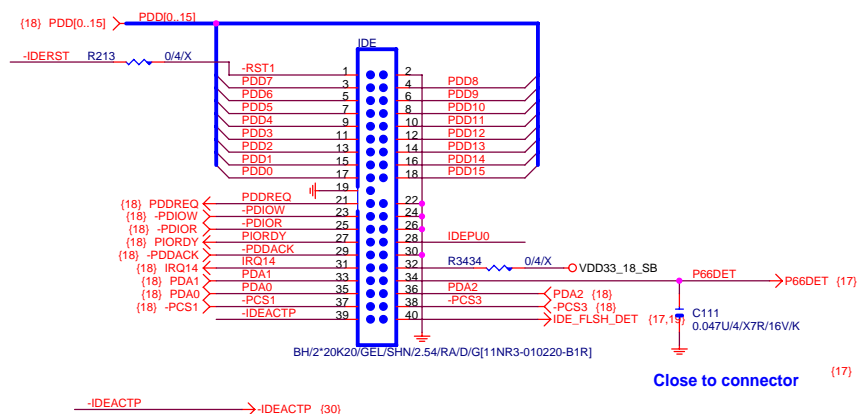 {18} PDD[0..15] PDD[0..15]
IDE
-IDERST R213 0/4/X
-RST1 1 2
PDD7 3 4 PDD8
PDD6 5 6 PDD9
PDD5 7 8 PDD10
PDD4 9 10 PDD11
PDD3 11 12 PDD12
PDD2 13 14 PDD13
PDD1 15 16 PDD14
PDD0 17 18 PDD15
19
{18} PDDREQ PDDREQ 21 22
{18} -PDIOW -PDIOW 23 24
{18} -PDIOR -PDIOR 25 26
{18} PIORDY PIORDY 27 28 IDEPU0
{18} -PDDACK -PDDACK 29 30
{18} IRQ14 IRQ14 31 32 R3434 0/4/X VDD33_18_SB
{18} PDA1 PDA1 33 34 P66DET P66DET {17}
{18} PDA0 PDA0 35 36 PDA2 PDA2 {18}
{18} -PCS1 -PCS1 37 38 -PCS3 -PCS3 {18}
-IDEACTP 39 40 IDE_FLSH_DET {17,19}
C111
0.047U/4/X7R/16V/K
BH/2*20K20/GEL/SHN/2.54/RA/D/G[11NR3-010220-B1R]
Close to connector {17}
-IDEACTP -IDEACTP {30}